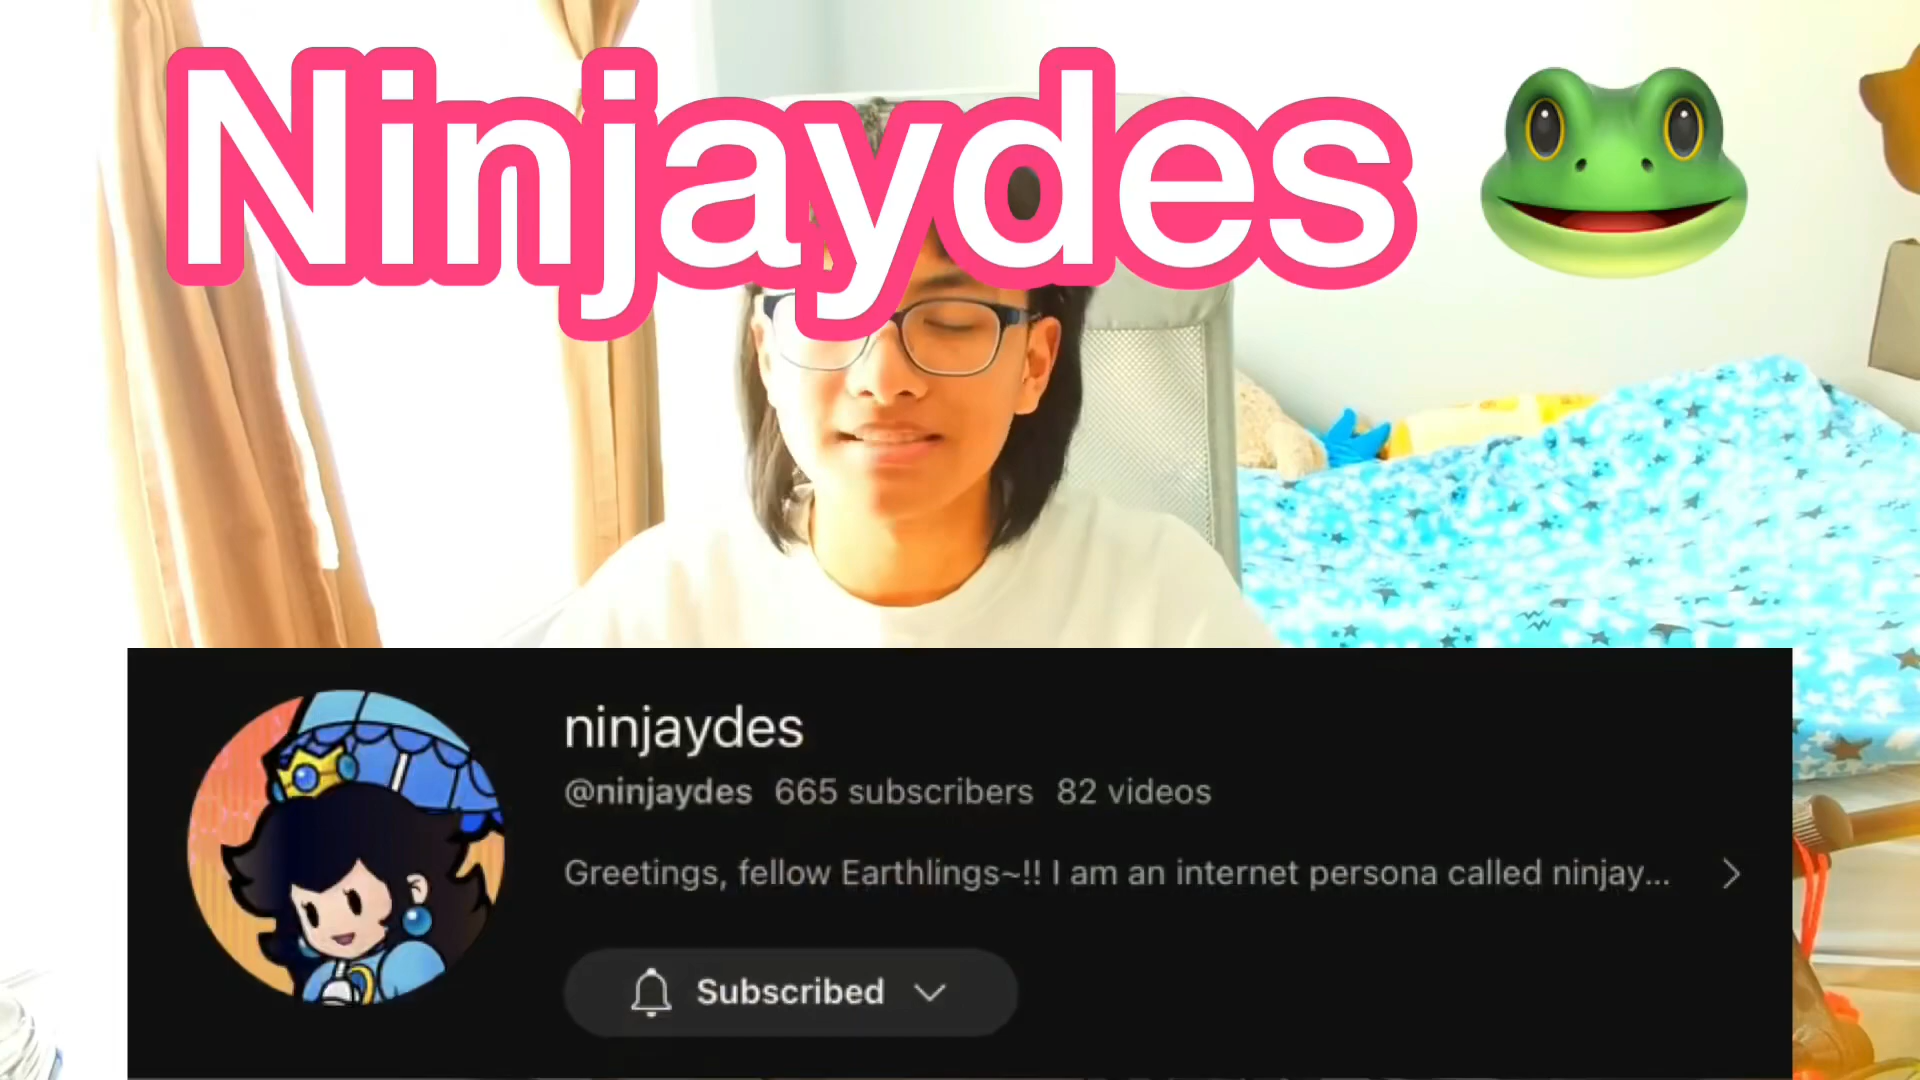 Ninjaydes 🐸
ninjaydes
@ninjaydes 665 subscribers 82 videos
Greetings, fellow Earthlings~!! I am an internet persona called ninjay...
Subscribed